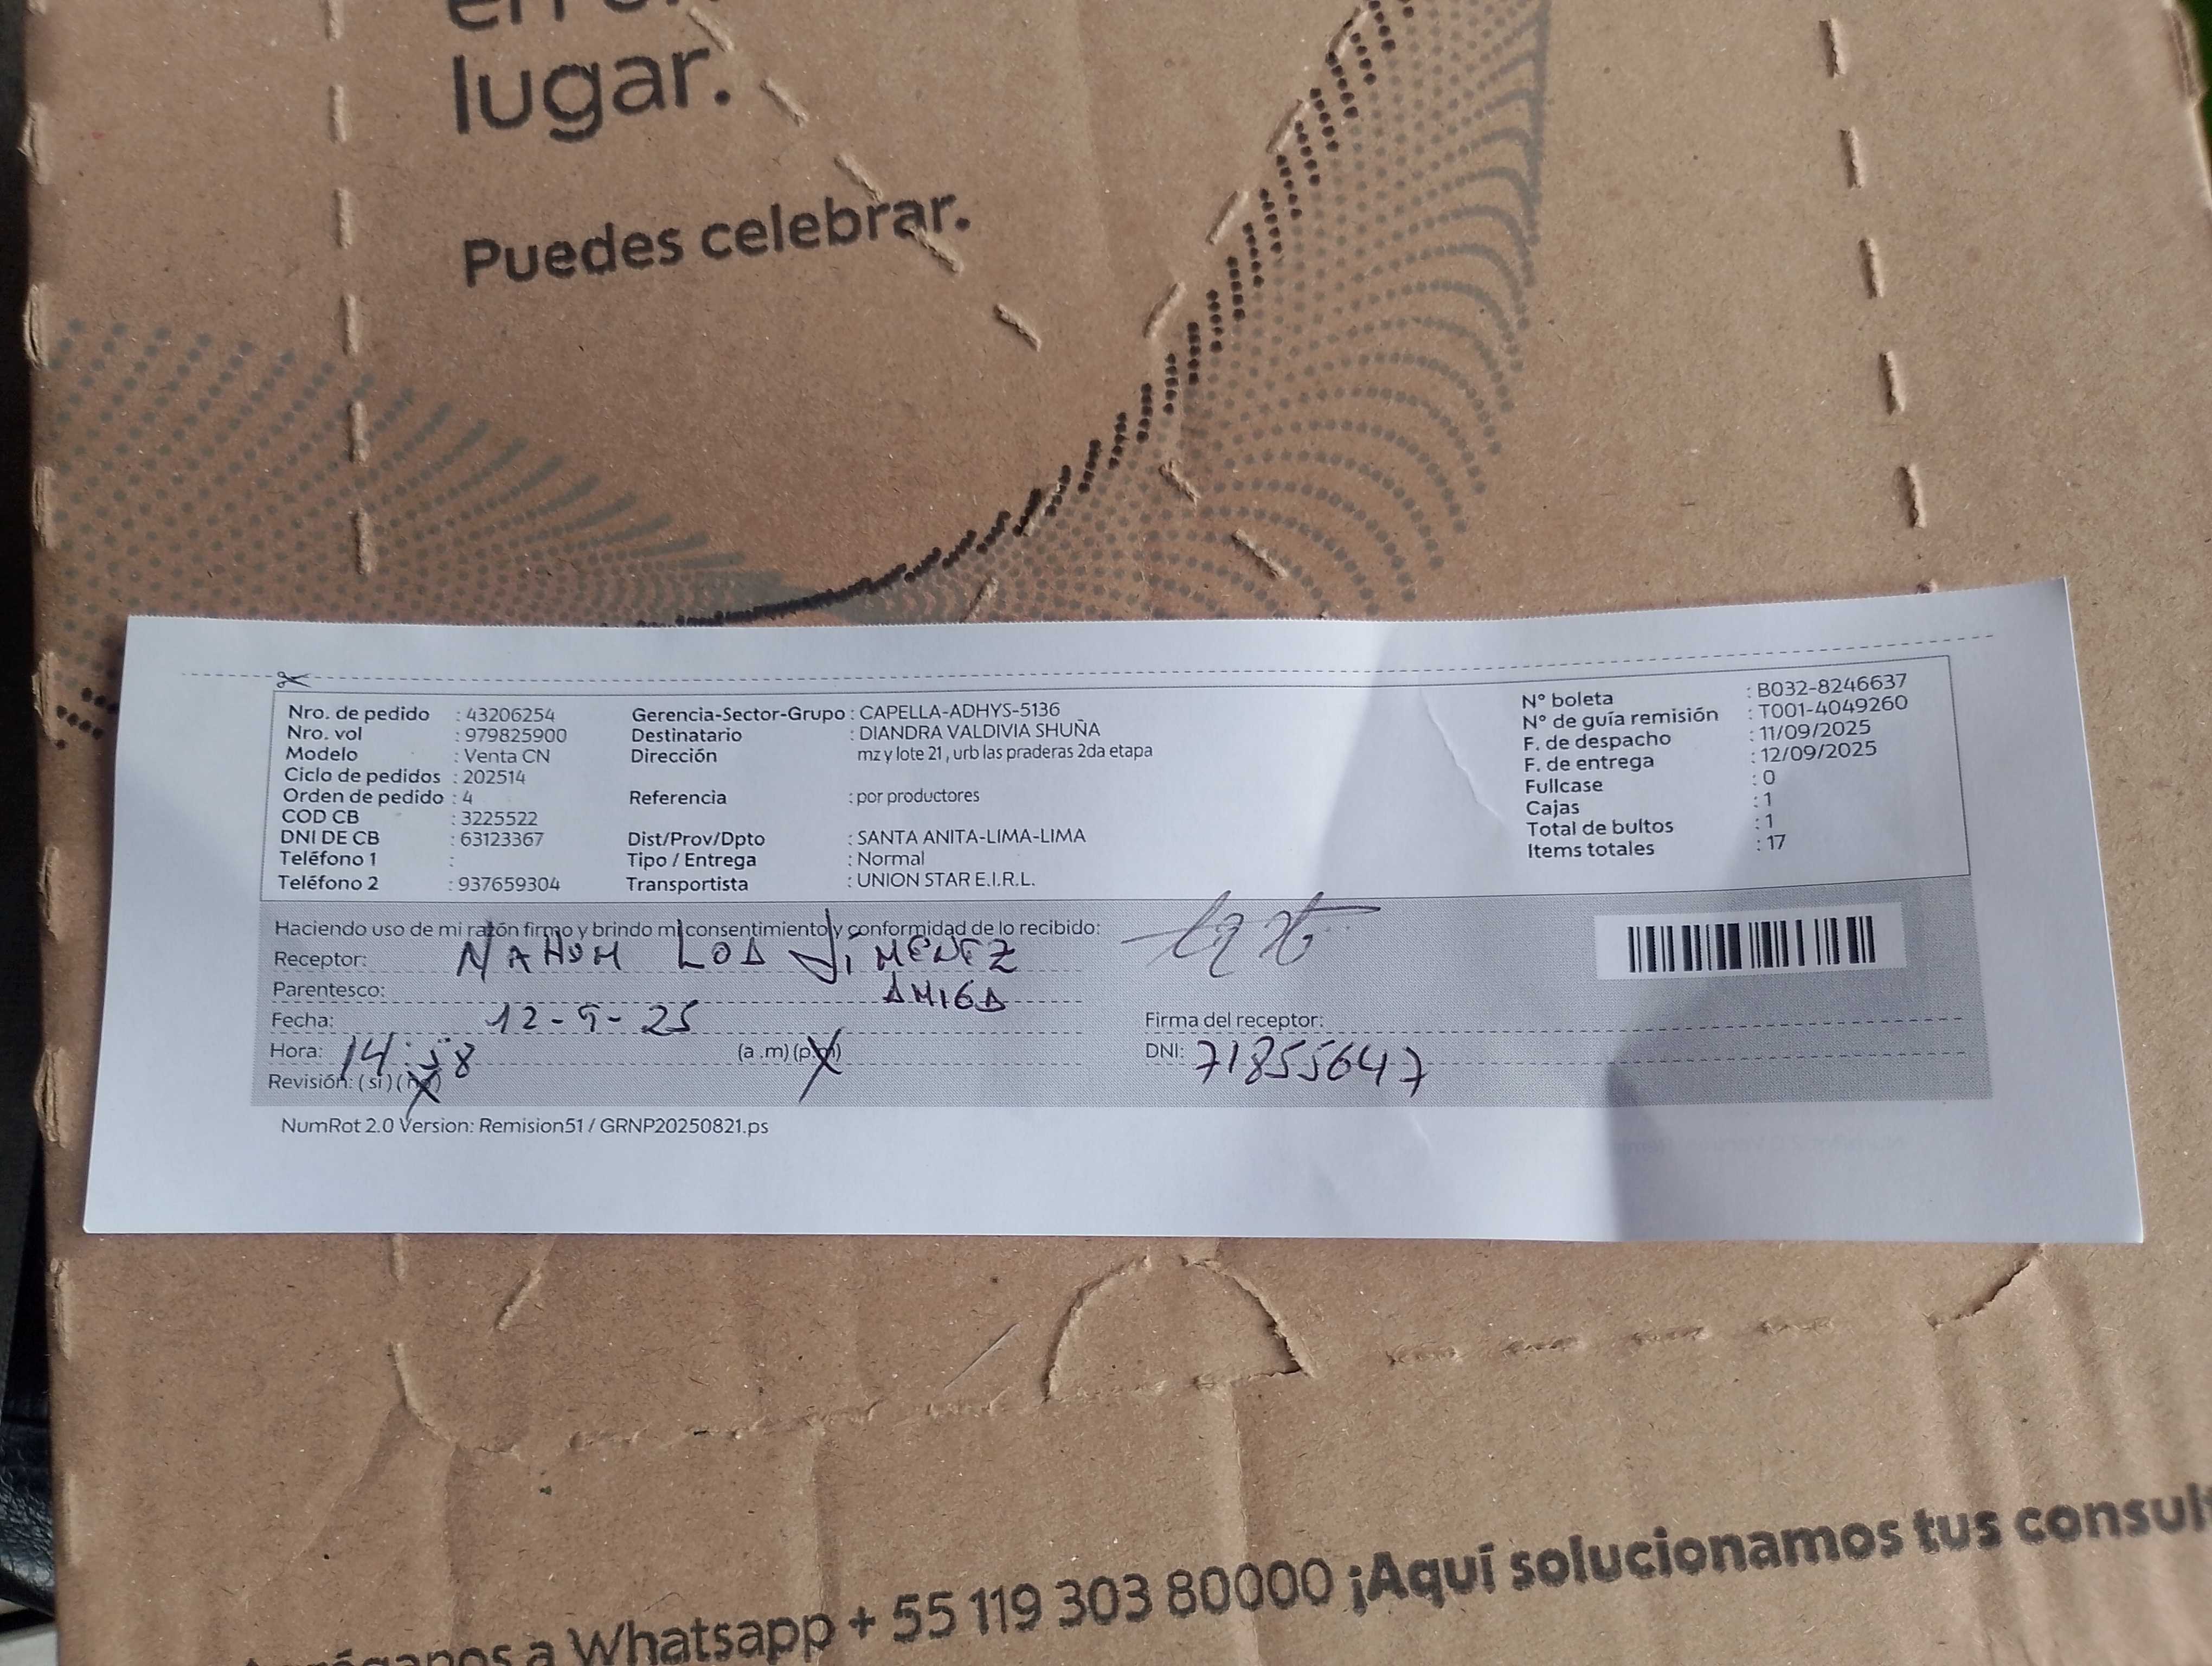 lugar.
Puedes celebrar.
Nro. de pedido : 43206254
Nro. vol : 979825900
Modelo : Venta CN
Ciclo de pedidos : 202514
Orden de pedido : 4
COD CB : 3225522
DNI DE CB : 63123367
Teléfono 1 :
Teléfono 2 : 937659304
Gerencia-Sector-Grupo : CAPELLA-ADHYS-5136
Destinatario : DIANDRA VALDIVIA SHUÑA
Dirección mz y lote 21 , urb las praderas 2da etapa
Referencia : por productores
Dist/Prov/Dpto : SANTA ANITA-LIMA-LIMA
Tipo / Entrega : Normal
Transportista : UNION STAR E.I.R.L.
N° boleta : B032-8246637
N° de guía remisión : T001-4049260
F. de despacho : 11/09/2025
F. de entrega : 12/09/2025
Fullcase : 0
Cajas : 1
Total de bultos : 1
Items totales : 17
Haciendo uso de mi razón firmo y brindo mi consentimiento y conformidad de lo recibido:
Receptor: NAHUM LOA JIMENEZ
Parentesco: AMIGA
Fecha: 12-9-25
Hora: 14:58 (a.m) (p.m)
Revisión: (si) (no)
Firma del receptor:
DNI: 71855647
NumRot 2.0 Version: Remision51 / GRNP20250821.ps
a Whatsapp + 55 119 303 80000 ¡Aquí solucionamos tus